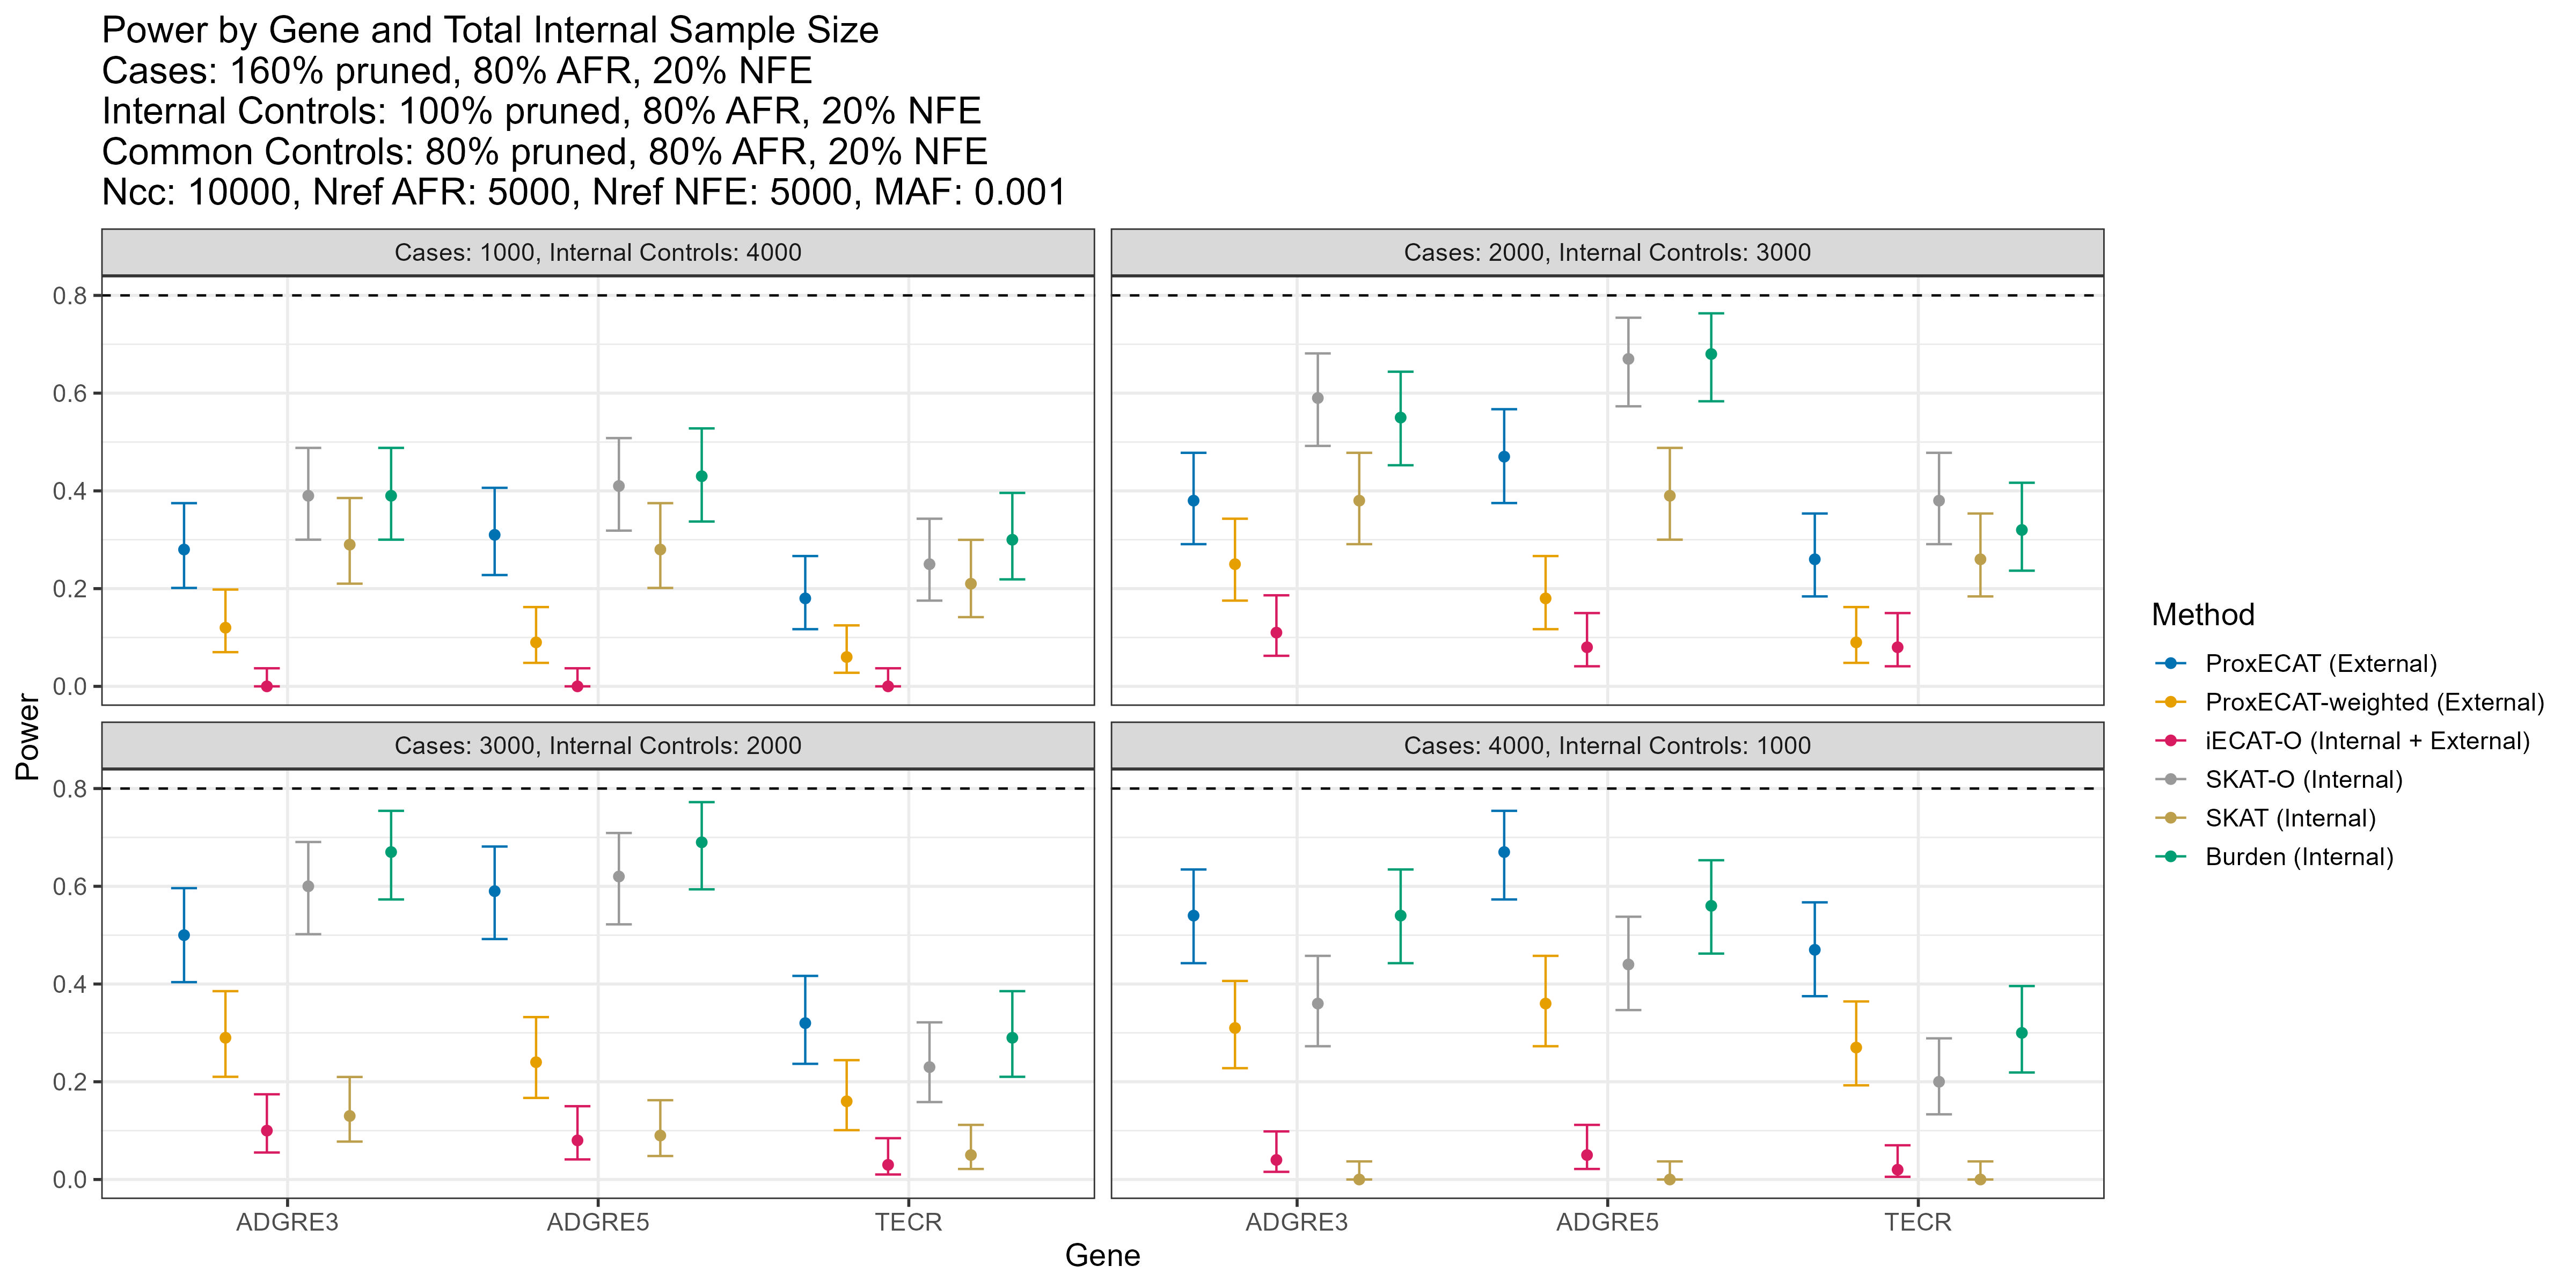 Power by Gene and Total Internal Sample Size
Cases: 160% pruned, 80% AFR, 20% NFE
Internal Controls: 100% pruned, 80% AFR, 20% NFE
Common Controls: 80% pruned, 80% AFR, 20% NFE
Ncc: 10000, Nref AFR: 5000, Nref NFE: 5000, MAF: 0.001
Cases: 1000, Internal Controls: 4000
Cases: 2000, Internal Controls: 3000
0.8
0.6
0.4
0.2
0.0
Power
Cases: 3000, Internal Controls: 2000
Cases: 4000, Internal Controls: 1000
0.8
0.6
0.4
0.2
0.0
ADGRE3
ADGRE5
TECR
ADGRE3
ADGRE5
TECR
Gene
Method
ProxECAT (External)
ProxECAT-weighted (External)
iECAT-O (Internal + External)
SKAT-O (Internal)
SKAT (Internal)
Burden (Internal)